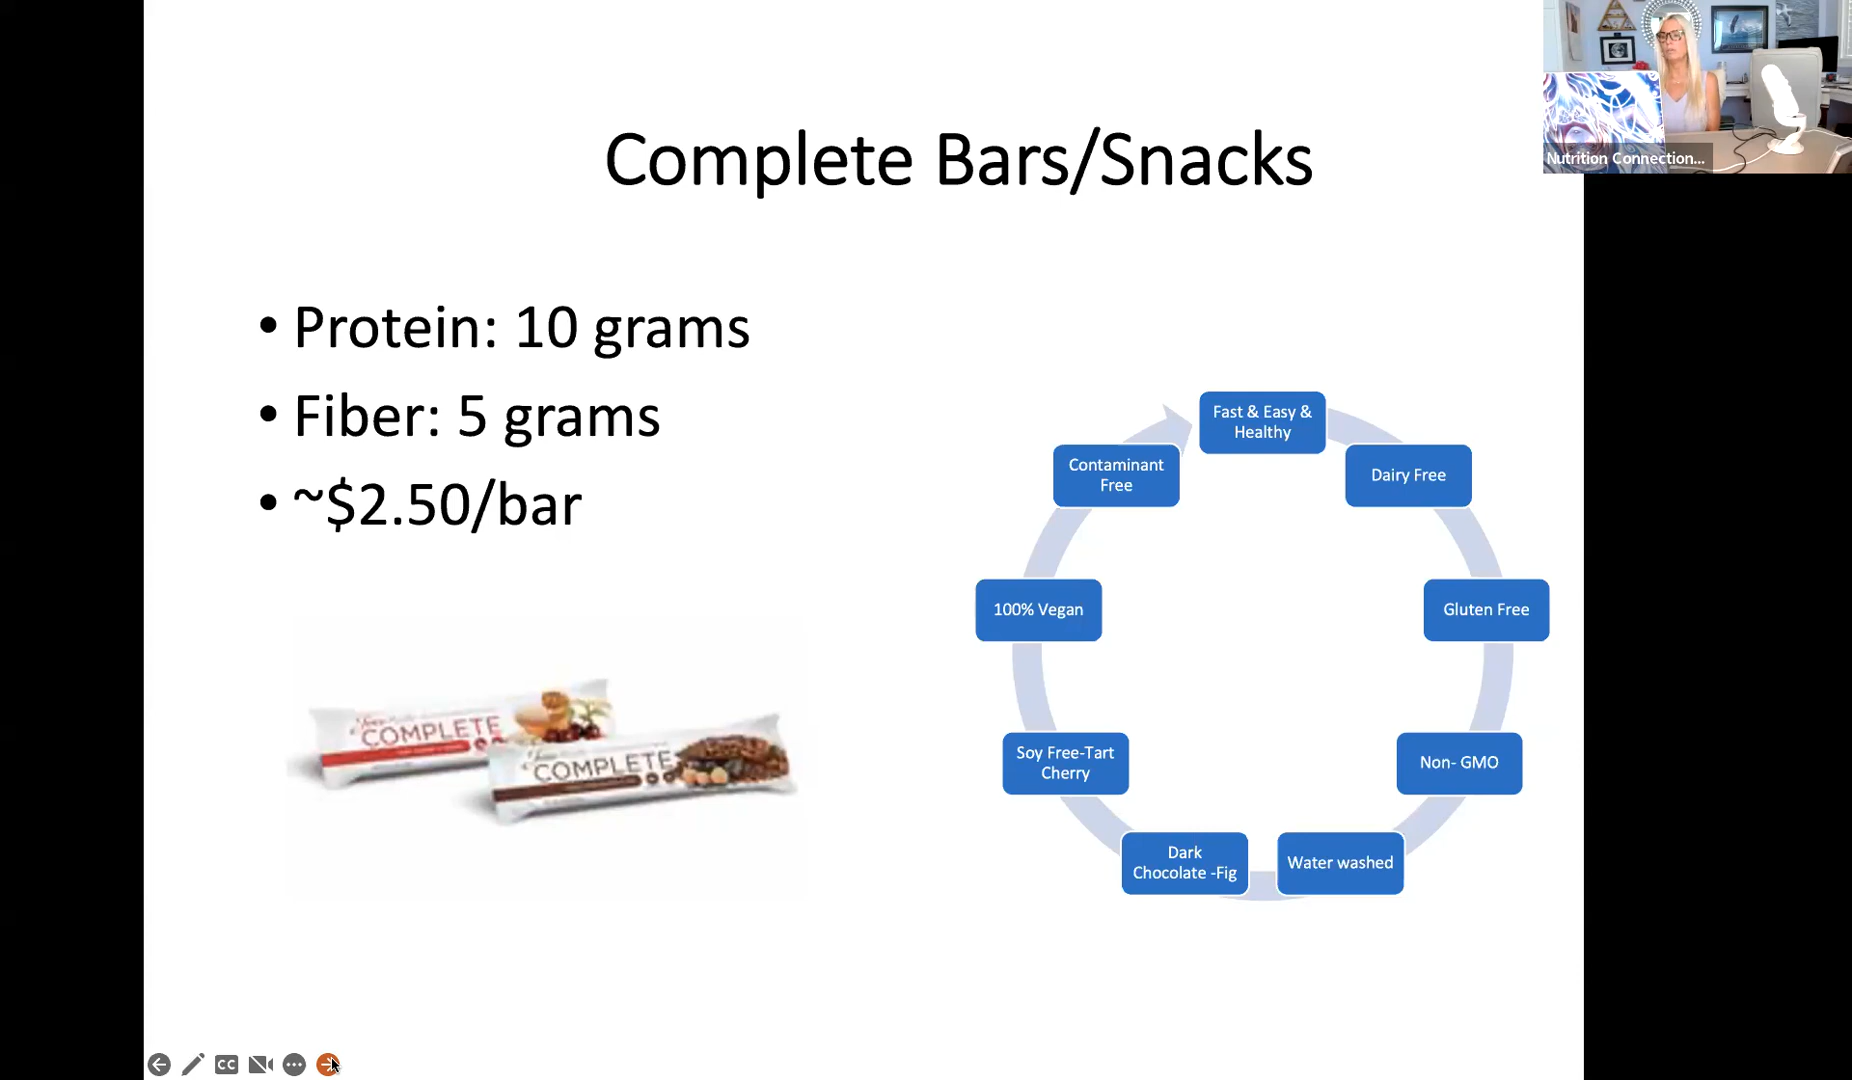 Complete Bars/Snacks
• Protein: 10 grams
• Fiber: 5 grams
• ~$2.50/bar
COMPLETE
COMPLETE
Fast & Easy &
Healthy
Dairy Free
Gluten Free
Non- GMO
Water washed
Dark
Chocolate -Fig
Soy Free-Tart
Cherry
100% Vegan
Contaminant
Free
Nutrition Connection...
CC